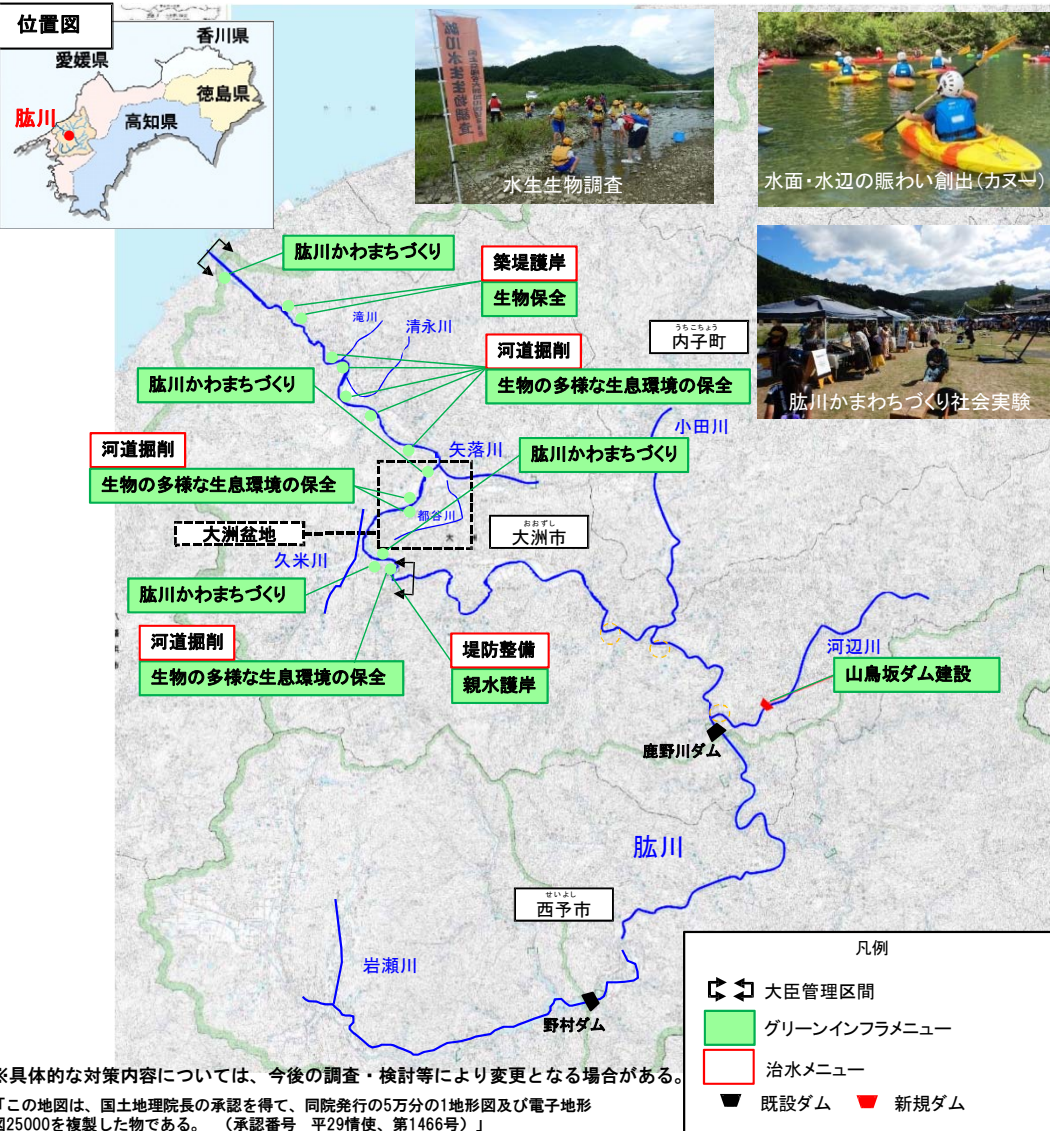 位置図
香川県
愛媛県
徳島県
高知県
肱川
水生生物調査
水面・水辺の賑わい創出(カヌー)
肱川かまわちづくり社会実験
肱川かわまちづくり
築堤護岸
生物保全
滝川
清永川
うちこちょう
内子町
河道掘削
生物の多様な生息環境の保全
肱川かわまちづくり
小田川
矢落川
肱川かわまちづくり
河道掘削
生物の多様な生息環境の保全
都谷川
おおずし
大洲市
大洲盆地
久米川
肱川かわまちづくり
河道掘削
生物の多様な生息環境の保全
堤防整備
親水護岸
河辺川
山鳥坂ダム建設
鹿野川ダム
肱川
せいよし
西予市
岩瀬川
野村ダム
凡例
大臣管理区間
グリーンインフラメニュー
治水メニュー
既設ダム 新規ダム
※具体的な対策内容については、今後の調査・検討等により変更となる場合がある。
「この地図は、国土地理院長の承認を得て、同院発行の5万分の1地形図及び電子地形
図25000を複製した物である。 (承認番号 平29情使、第1466号)」